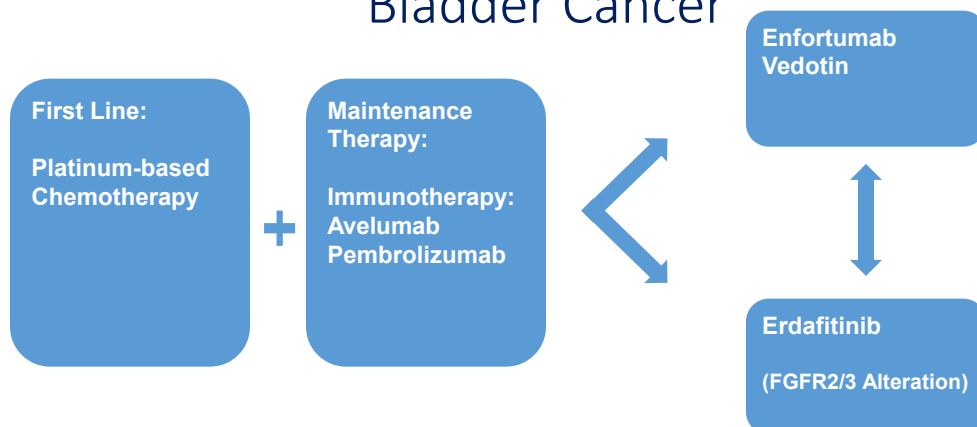 Bladder Cancer
First Line:
Platinum-based
Chemotherapy
+
Maintenance
Therapy:
Immunotherapy:
Avelumab
Pembrolizumab
Enfortumab
Vedotin
Erdafitinib
(FGFR2/3 Alteration)